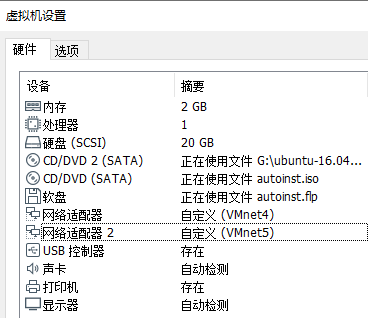 虚拟机设置
硬件 选项
设备 摘要
内存 2 GB
处理器 1
硬盘 (SCSI) 20 GB
CD/DVD 2 (SATA) 正在使用文件 G:\ubuntu-16.04...
CD/DVD (SATA) 正在使用文件 autoinst.iso
软盘 正在使用文件 autoinst.flp
网络适配器 自定义 (VMnet4)
网络适配器 2 自定义 (VMnet5)
USB 控制器 存在
声卡 自动检测
打印机 存在
显示器 自动检测